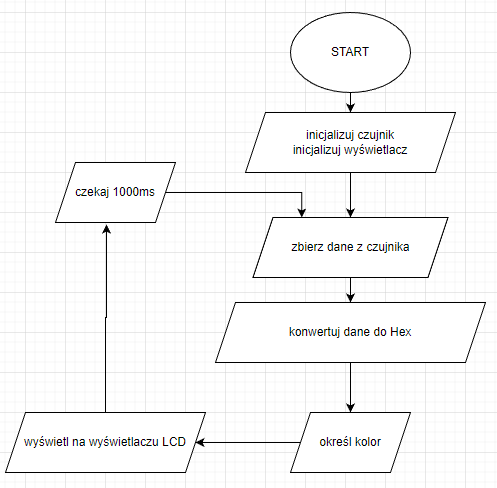 START
inicjalizuj czujnik
inicjalizuj wyświetlacz
czekaj 1000ms
zbierz dane z czujnika
konwertuj dane do Hex
określ kolor
wyświetl na wyświetlaczu LCD